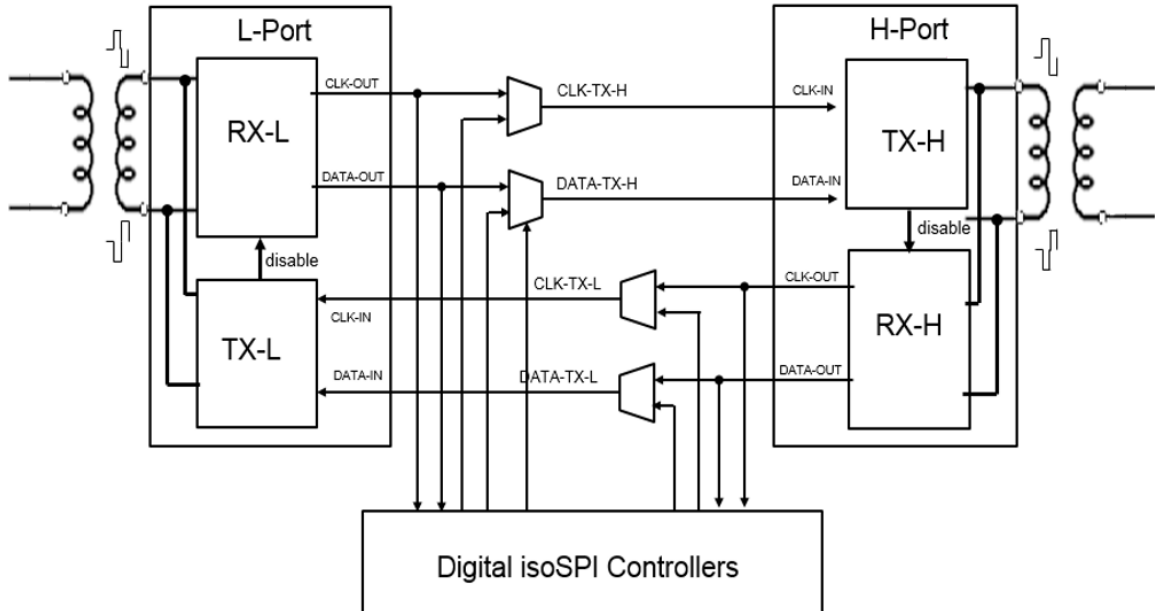 L-Port
H-Port
CLK-OUT
CLK-TX-H
CLK-IN
RX-L
TX-H
DATA-OUT
DATA-TX-H
DATA-IN
disable
disable
CLK-TX-L
CLK-OUT
CLK-IN
TX-L
RX-H
DATA-IN
DATA-TX-L
DATA-OUT
Digital isoSPI Controllers